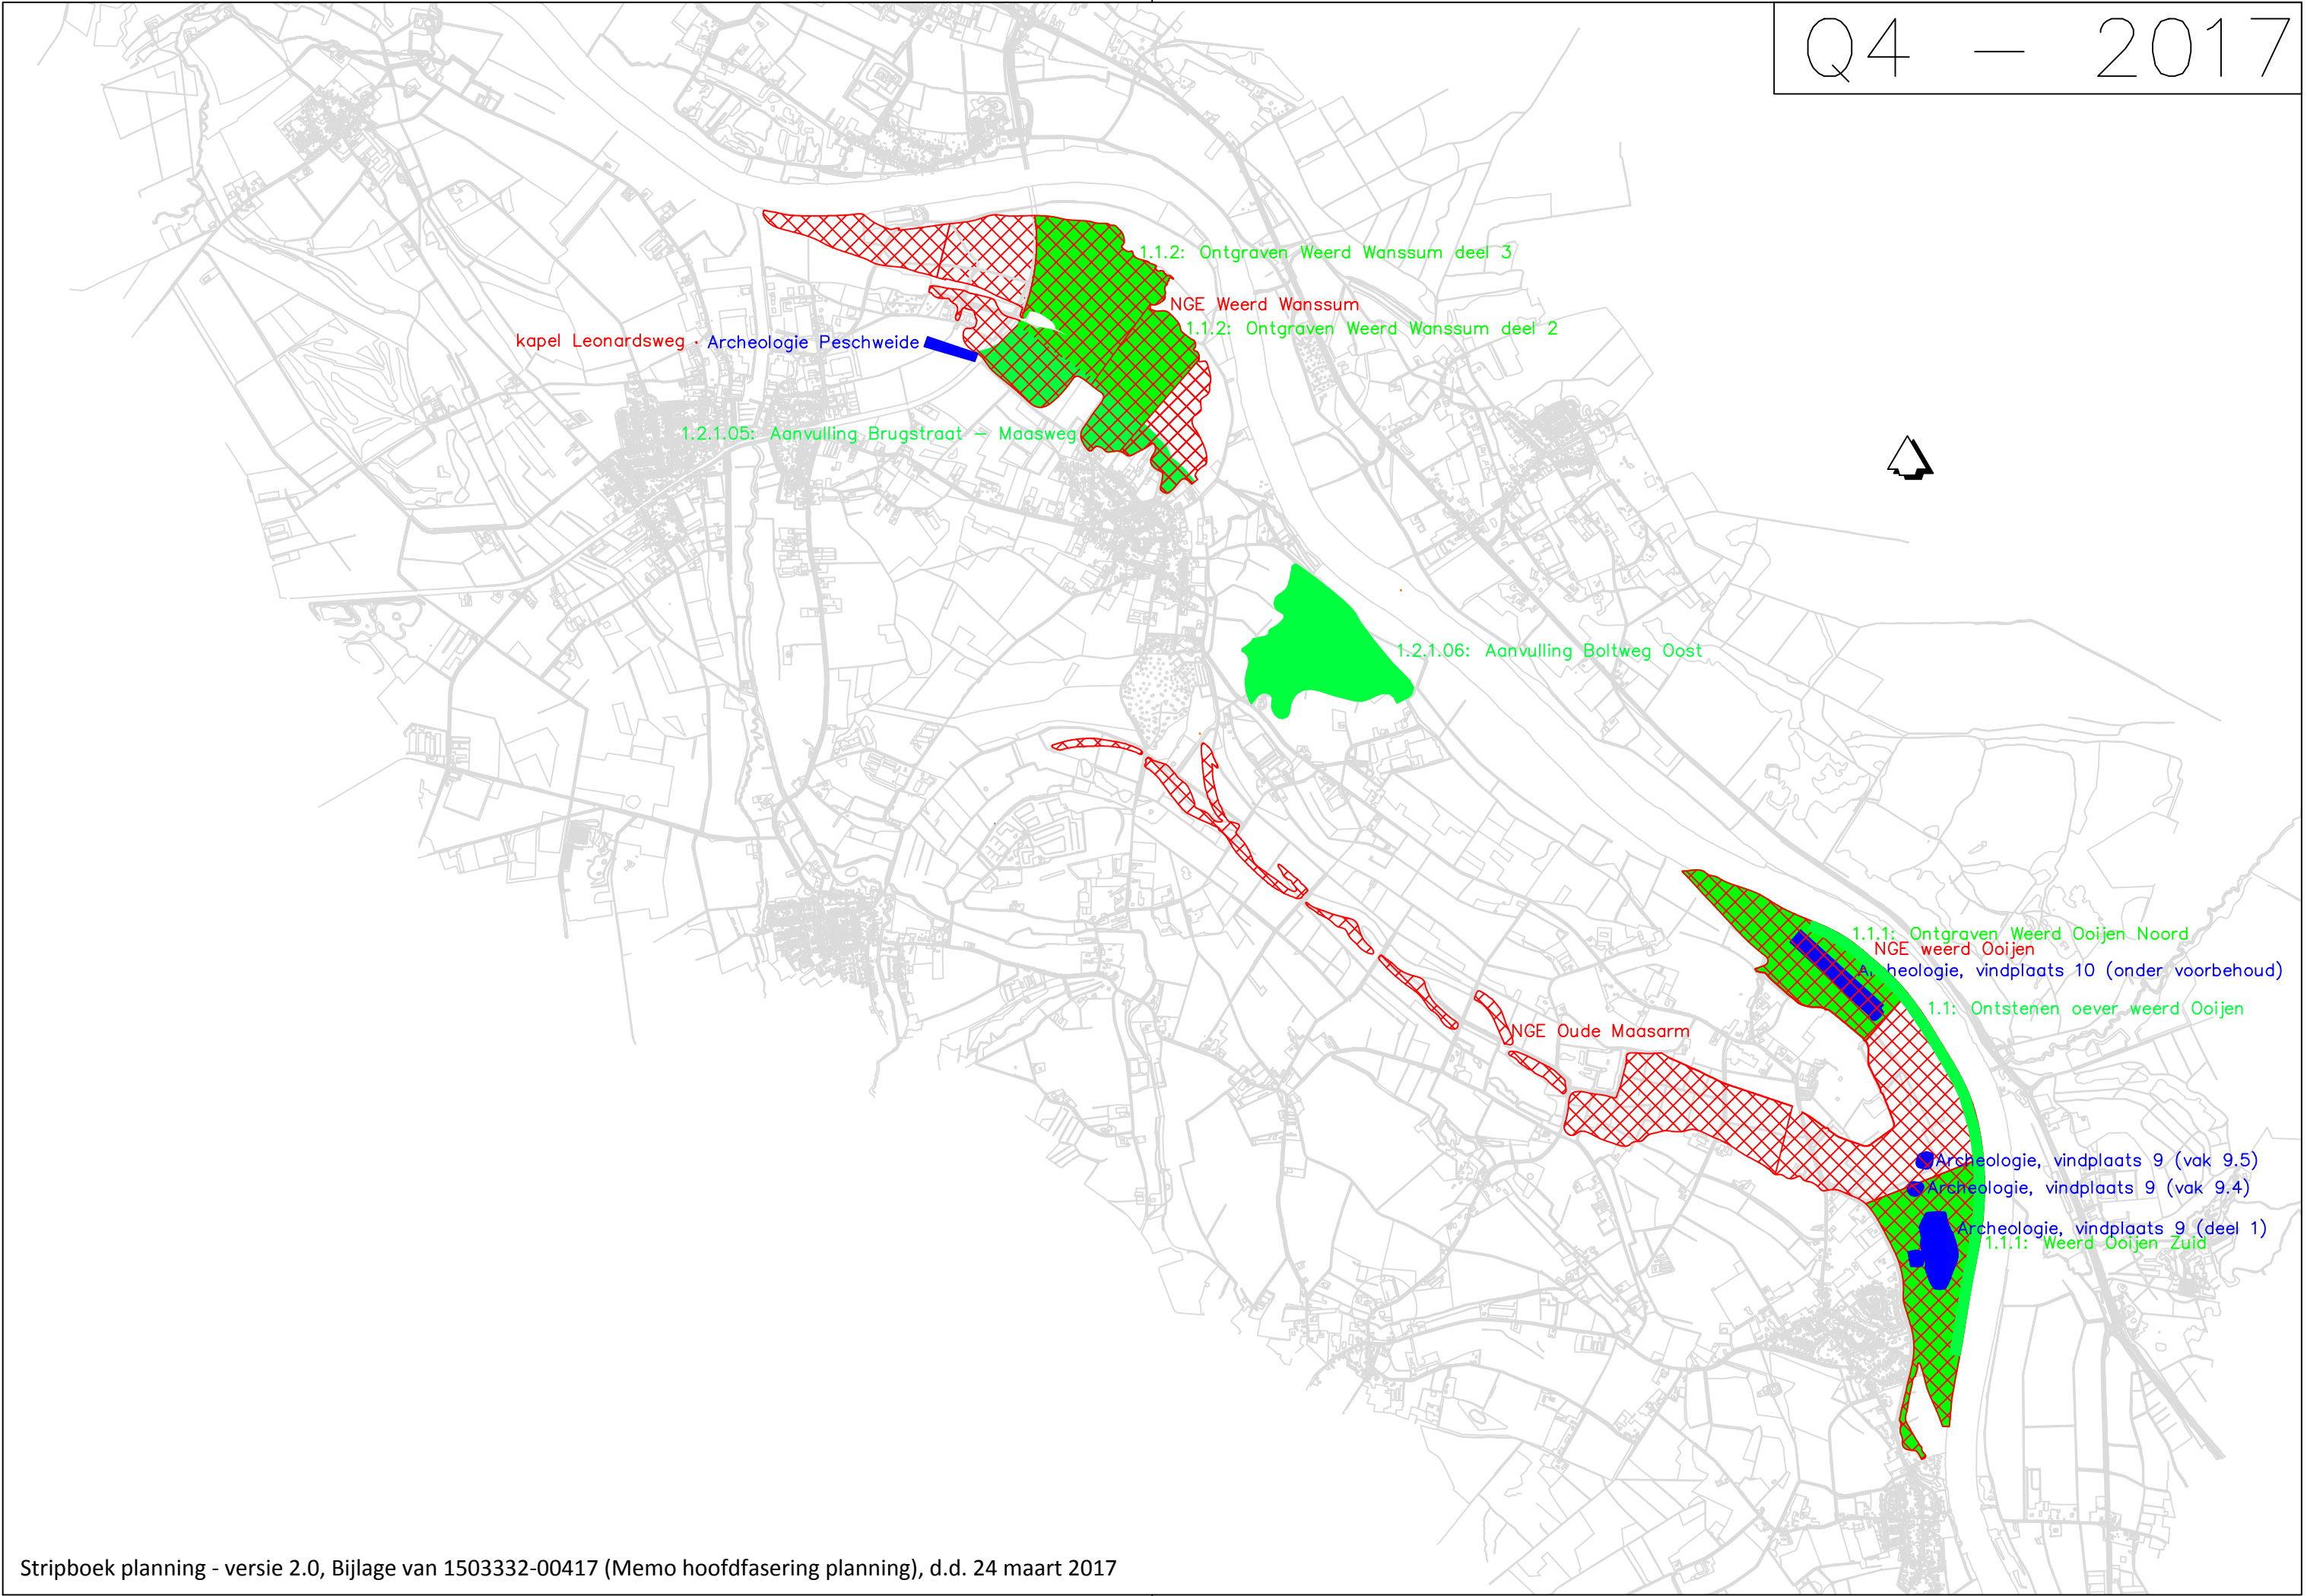 Q4 - 2017
1.1.2: Ontgraven Weerd Wanssum deel 3
NGE Weerd Wanssum
1.1.2: Ontgraven Weerd Wanssum deel 2
kapel Leonardsweg
Archeologie Peschweide
1.2.1.05: Aanvulling Brugstraat - Maasweg
1.2.1.06: Aanvulling Boltweg Oost
1.1.1: Ontgraven Weerd Ooijen Noord
NGE weerd Ooijen
vindplaats 10 (onder voorbehoud)
1.1: Ontstenen oever weerd Ooijen
NGE Oude Maasarm
Archeologie, vindplaats 9 (vak 9.5)
Archeologie, vindplaats 9 (vak 9.4)
Archeologie, vindplaats 9 (deel 1)
1.1.1: Weerd Ooijen Zuid
Stripboek planning - versie 2.0, Bijlage van 1503332-00417 (Memo hoofdfasering planning), d.d. 24 maart 2017